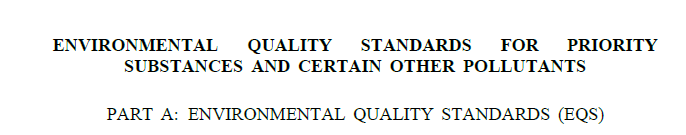 ENVIRONMENTAL QUALITY STANDARDS FOR PRIORITY
SUBSTANCES AND CERTAIN OTHER POLLUTANTS
PART A: ENVIRONMENTAL QUALITY STANDARDS (EQS)